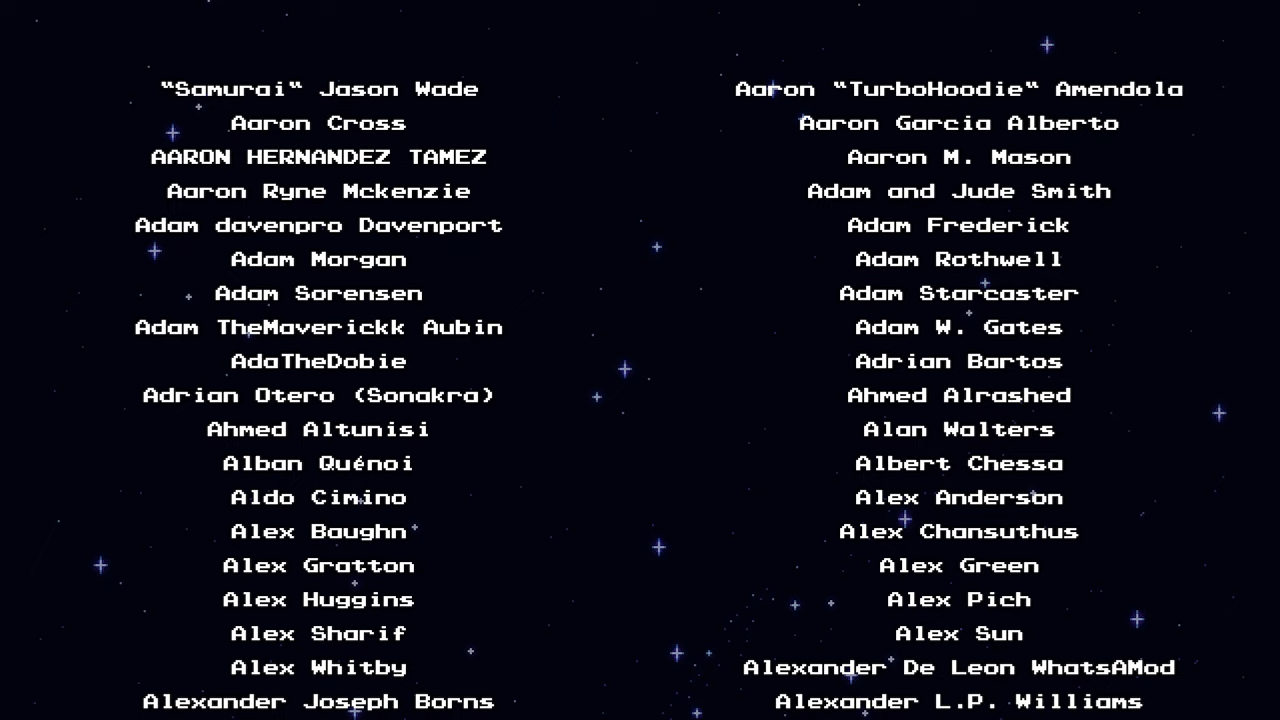 "Samurai" Jason Wade
Aaron "TurboHoodie" Amendola
Aaron Cross
Aaron Garcia Alberto
AARON HERNANDEZ TAMEZ
Aaron M. Mason
Aaron Ryne Mckenzie
Adam and Jude Smith
Adam davenpro Davenport
Adam Frederick
Adam Morgan
Adam Rothwell
Adam Sorensen
Adam Starcaster
Adam TheMaverickk Aubin
Adam W. Gates
AdaTheDobie
Adrian Bartos
Adrian Otero (Sonakra)
Ahmed Alrashed
Ahmed Altunisi
Alan Walters
Alban Quénoi
Albert Chessa
Aldo Cimino
Alex Anderson
Alex Baughn
Alex Chansuthus
Alex Gratton
Alex Green
Alex Huggins
Alex Pich
Alex Sharif
Alex Sun
Alex Whitby
Alexander De Leon WhatsAMod
Alexander Joseph Borns
Alexander L.P. Williams